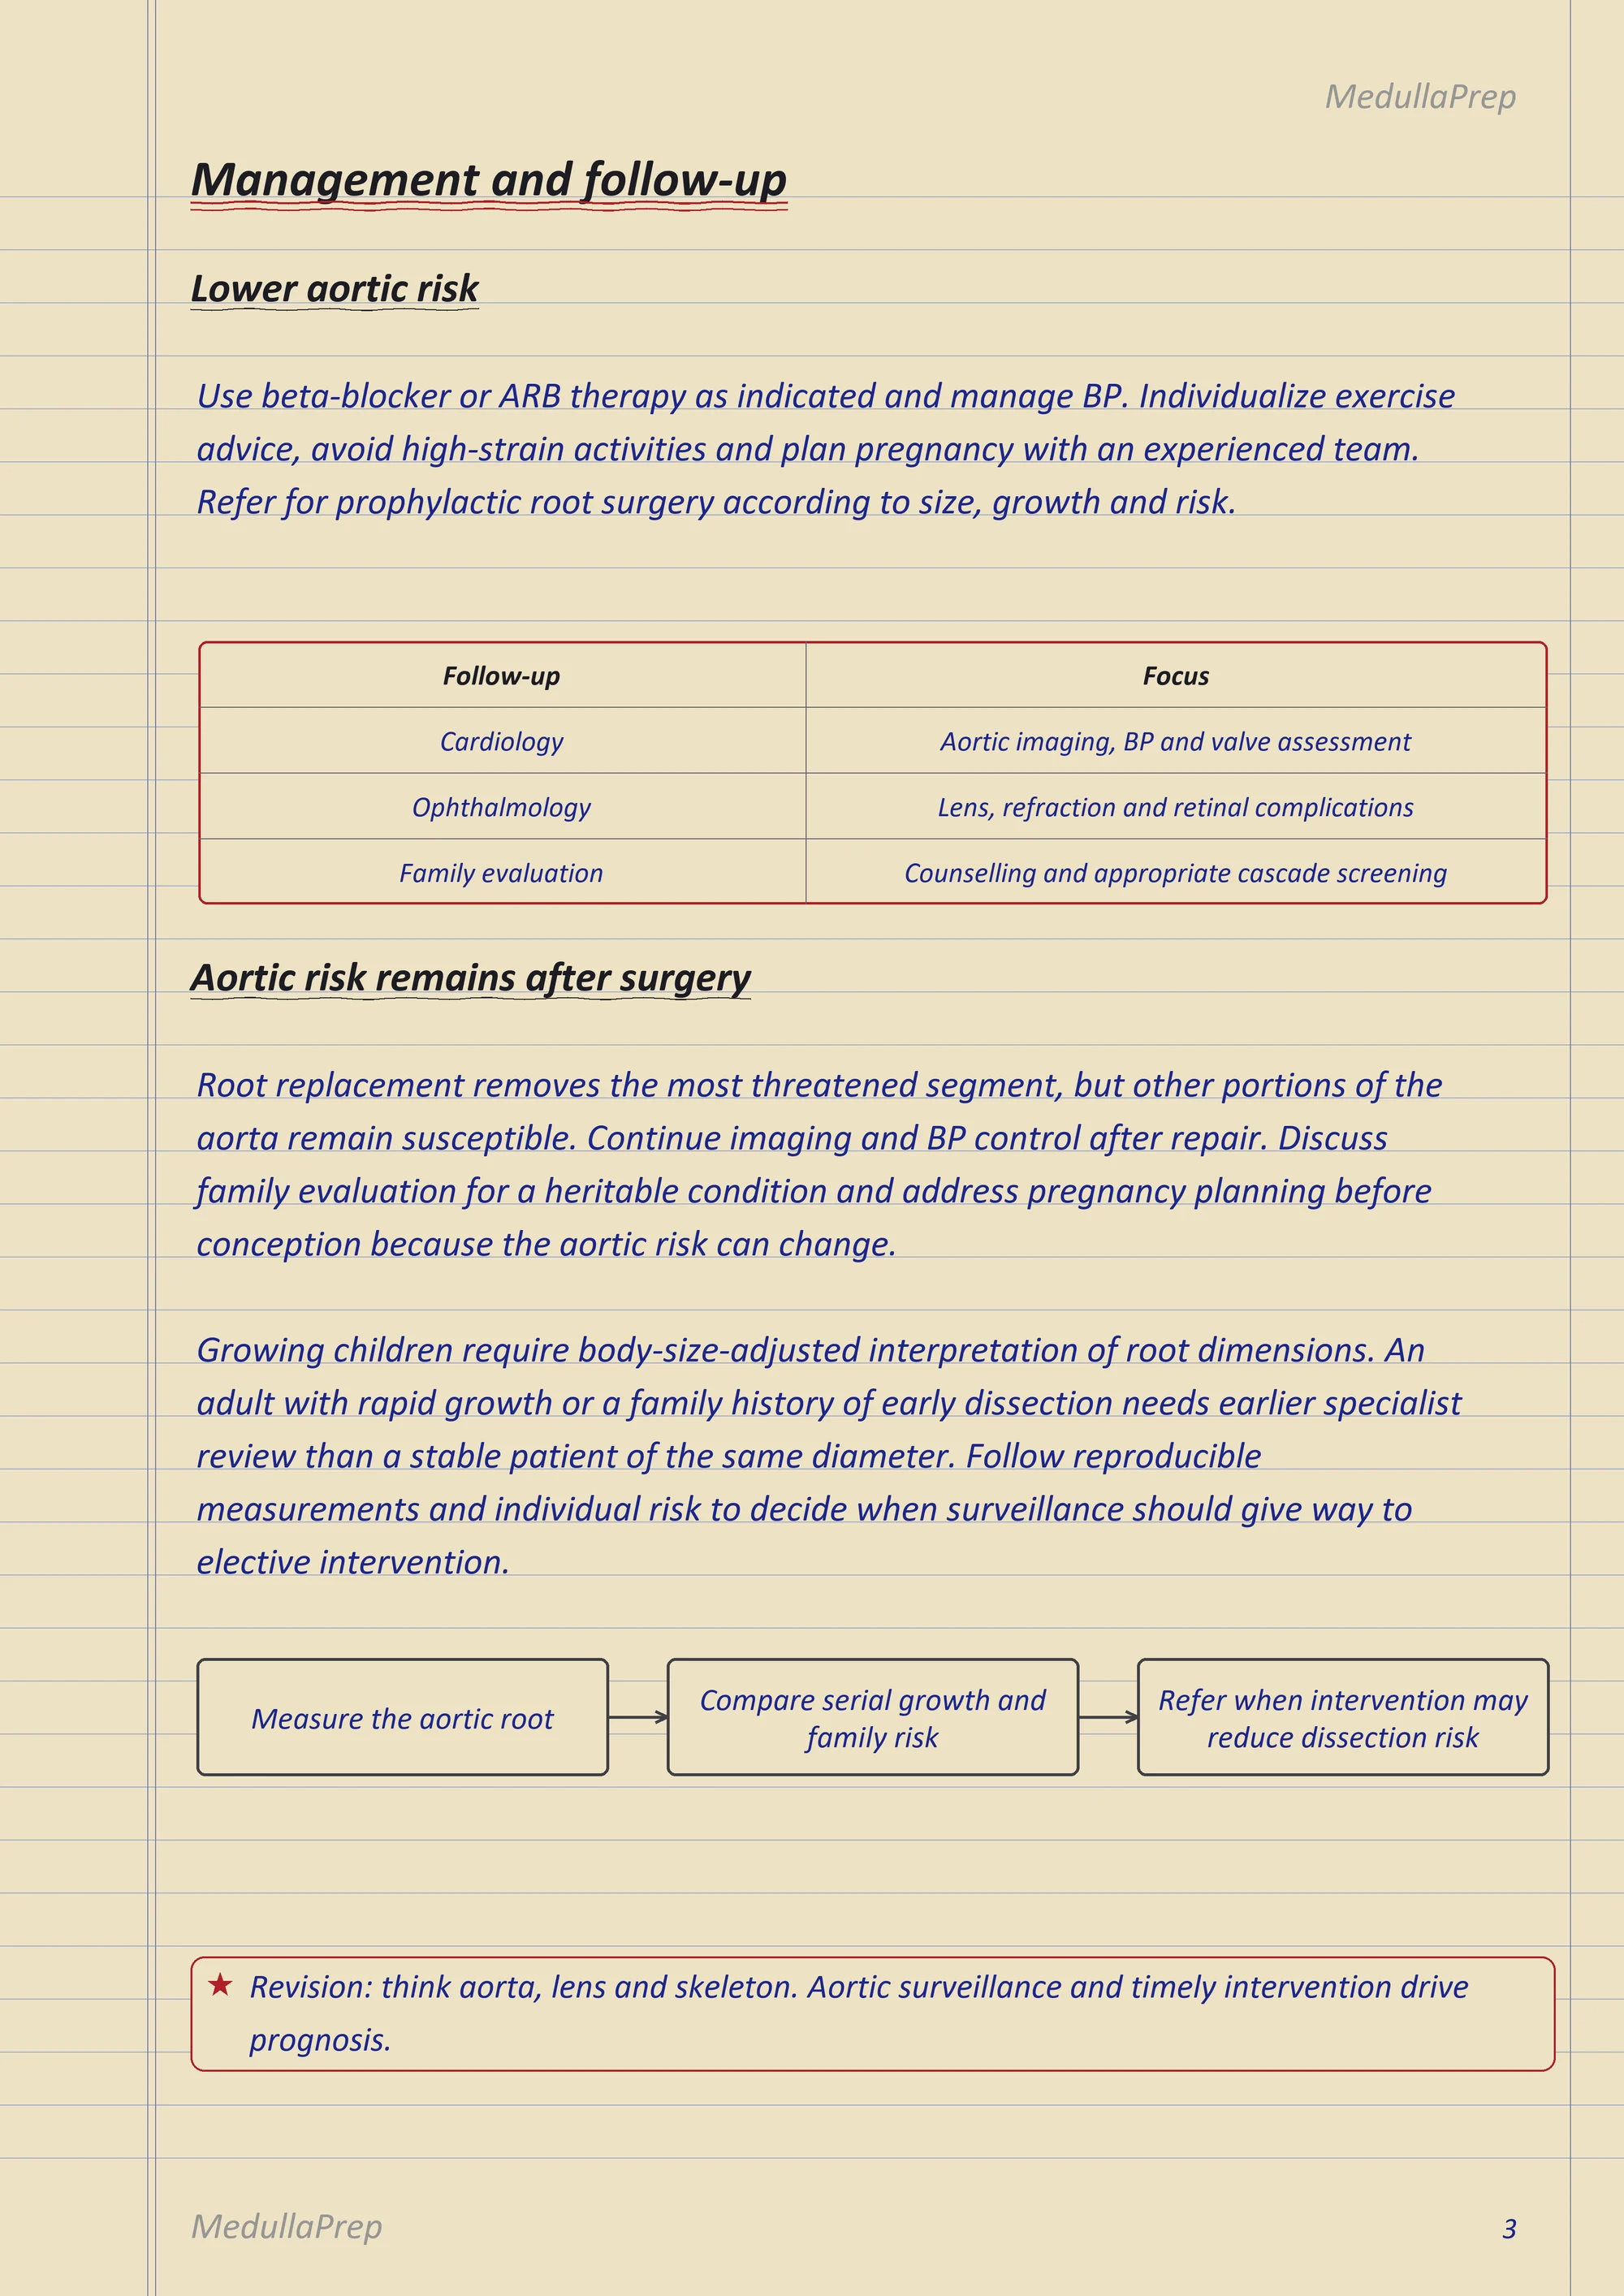 MedullaPrep
Management and follow-up
Lower aortic risk
Use beta-blocker or ARB therapy as indicated and manage BP. Individualize exercise
advice, avoid high-strain activities and plan pregnancy with an experienced team.
Refer for prophylactic root surgery according to size, growth and risk.
Follow-up Focus
Cardiology Aortic imaging, BP and valve assessment
Ophthalmology Lens, refraction and retinal complications
Family evaluation Counselling and appropriate cascade screening
Aortic risk remains after surgery
Root replacement removes the most threatened segment, but other portions of the
aorta remain susceptible. Continue imaging and BP control after repair. Discuss
family evaluation for a heritable condition and address pregnancy planning before
conception because the aortic risk can change.
Growing children require body-size-adjusted interpretation of root dimensions. An
adult with rapid growth or a family history of early dissection needs earlier specialist
review than a stable patient of the same diameter. Follow reproducible
measurements and individual risk to decide when surveillance should give way to
elective intervention.
Measure the aortic root
Compare serial growth and
family risk
Refer when intervention may
reduce dissection risk
★ Revision: think aorta, lens and skeleton. Aortic surveillance and timely intervention drive
prognosis.
MedullaPrep
3